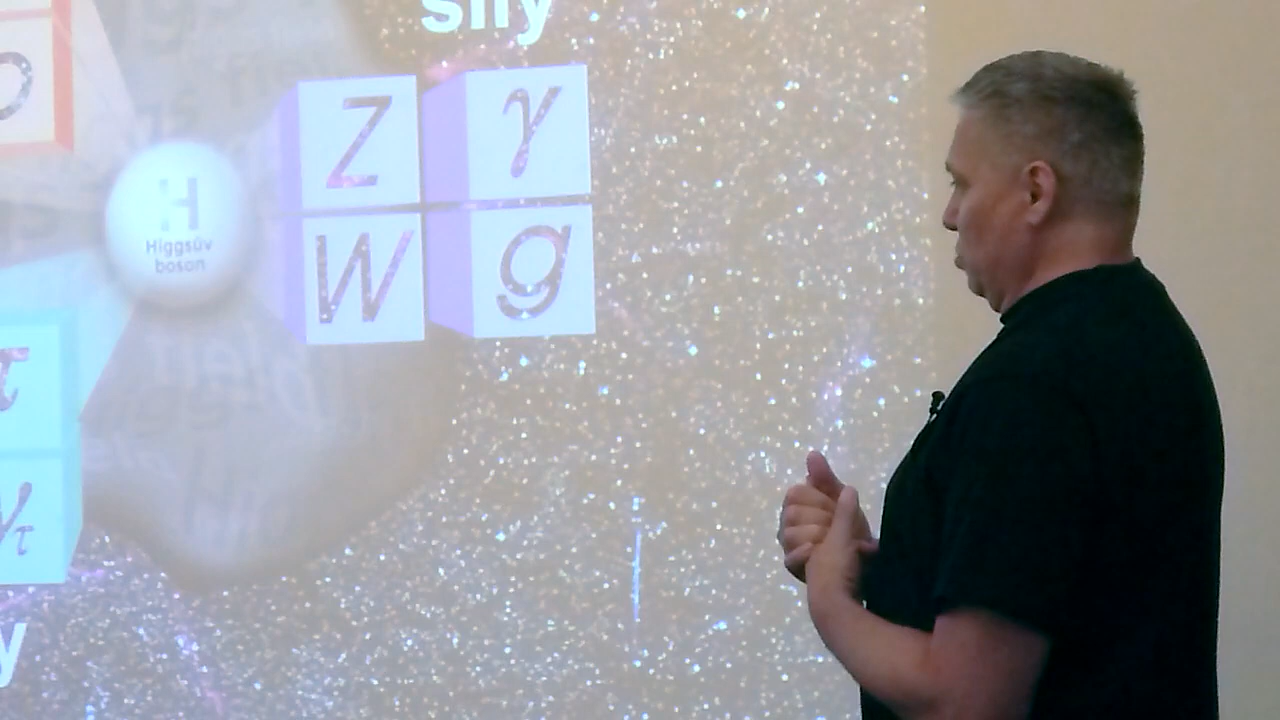 síly
Z γ
H
Higgsův
boson
W g
τ
ντ
y